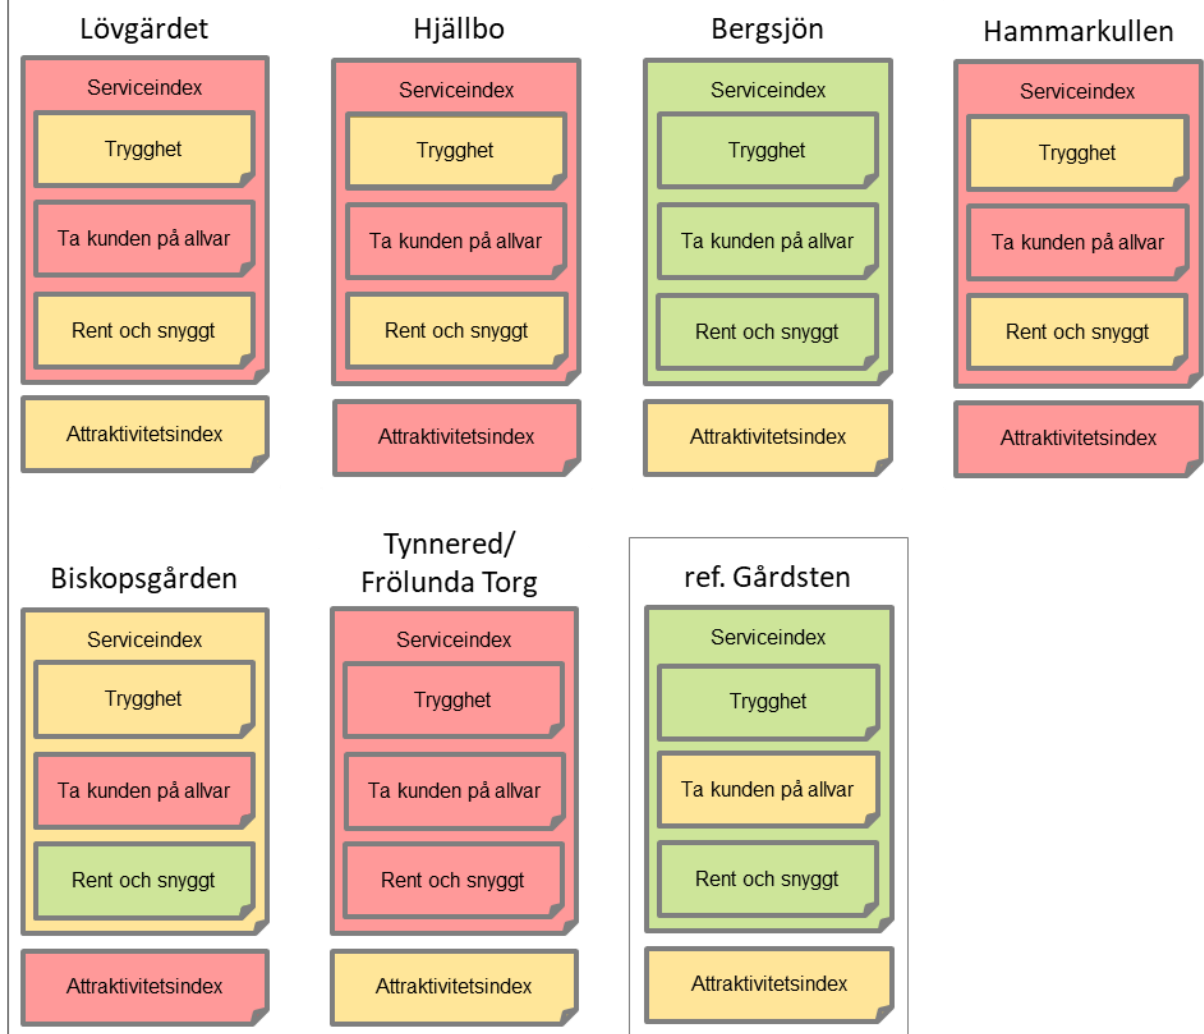 Lövgärdet
Serviceindex
Trygghet
Ta kunden på allvar
Rent och snyggt
Attraktivitetsindex
Hjällbo
Serviceindex
Trygghet
Ta kunden på allvar
Rent och snyggt
Attraktivitetsindex
Bergsjön
Serviceindex
Trygghet
Ta kunden på allvar
Rent och snyggt
Attraktivitetsindex
Hammarkullen
Serviceindex
Trygghet
Ta kunden på allvar
Rent och snyggt
Attraktivitetsindex
Biskopsgården
Serviceindex
Trygghet
Ta kunden på allvar
Rent och snyggt
Attraktivitetsindex
Tynnered/
Frölunda Torg
Serviceindex
Trygghet
Ta kunden på allvar
Rent och snyggt
Attraktivitetsindex
ref. Gårdsten
Serviceindex
Trygghet
Ta kunden på allvar
Rent och snyggt
Attraktivitetsindex